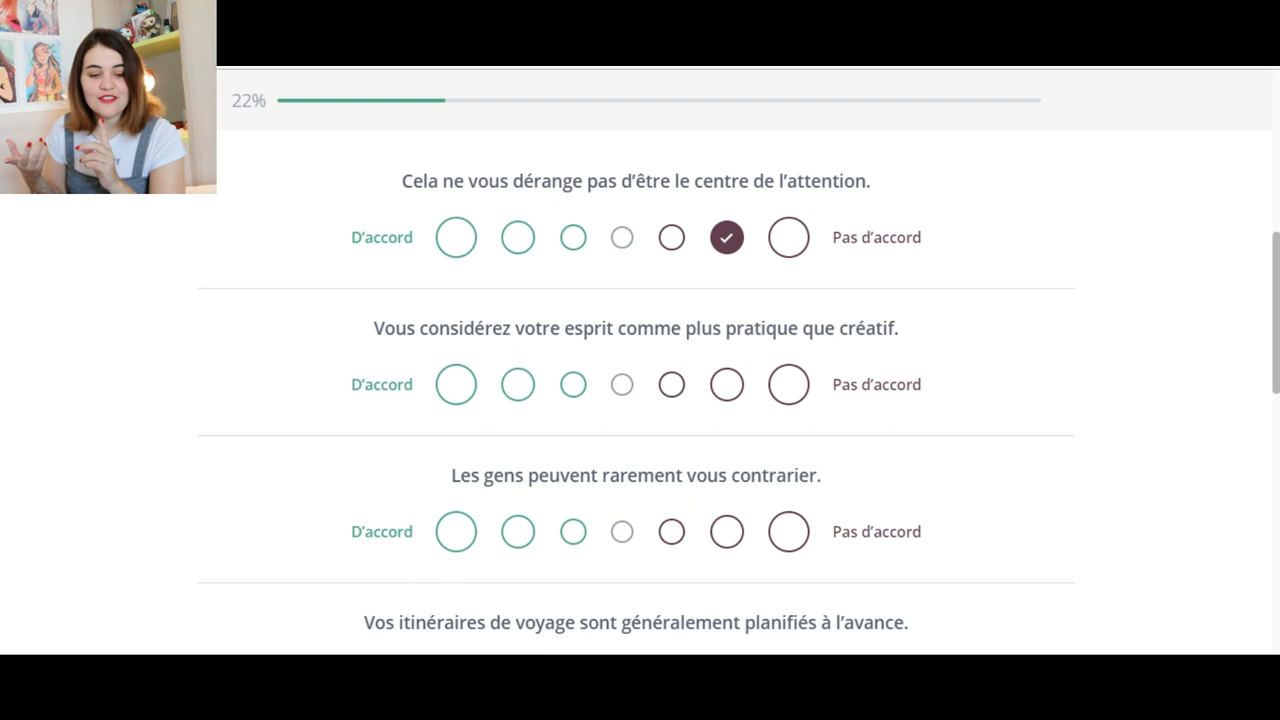 22%
Cela ne vous dérange pas d’être le centre de l’attention.
D’accord Pas d’accord
Vous considérez votre esprit comme plus pratique que créatif.
D’accord Pas d’accord
Les gens peuvent rarement vous contrarier.
D’accord Pas d’accord
Vos itinéraires de voyage sont généralement planifiés à l’avance.